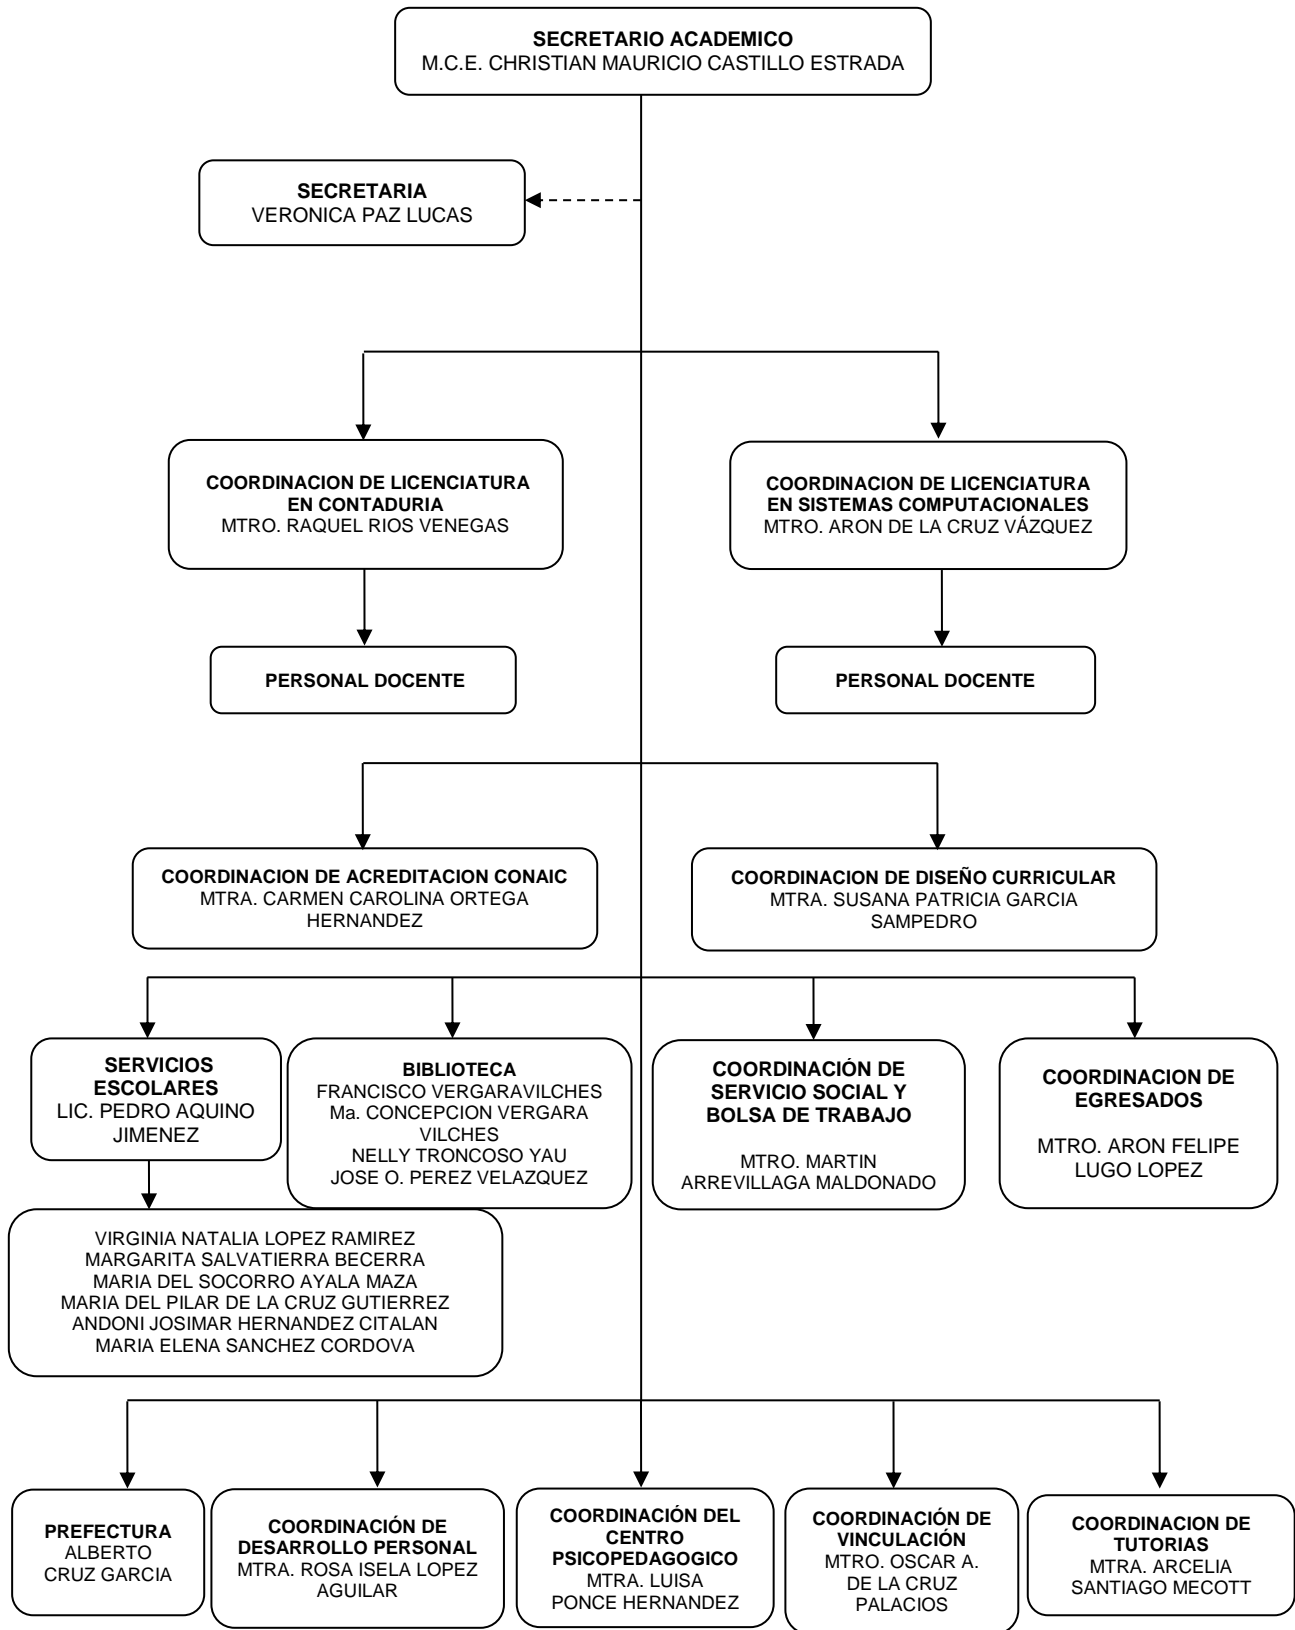 SECRETARIO ACADEMICO
M.C.E. CHRISTIAN MAURICIO CASTILLO ESTRADA
SECRETARIA
VERONICA PAZ LUCAS
COORDINACION DE LICENCIATURA
EN CONTADURIA
MTRO. RAQUEL RIOS VENEGAS
COORDINACION DE LICENCIATURA
EN SISTEMAS COMPUTACIONALES
MTRO. ARON DE LA CRUZ VÁZQUEZ
PERSONAL DOCENTE
PERSONAL DOCENTE
COORDINACION DE ACREDITACION CONAIC
MTRA. CARMEN CAROLINA ORTEGA
HERNANDEZ
COORDINACION DE DISEÑO CURRICULAR
MTRA. SUSANA PATRICIA GARCIA
SAMPEDRO
SERVICIOS
ESCOLARES
LIC. PEDRO AQUINO
JIMENEZ
BIBLIOTECA
FRANCISCO VERGARAVILCHES
Ma. CONCEPCION VERGARA
VILCHES
NELLY TRONCOSO YAU
JOSE O. PEREZ VELAZQUEZ
COORDINACIÓN DE
SERVICIO SOCIAL Y
BOLSA DE TRABAJO
MTRO. MARTIN
ARREVILLAGA MALDONADO
COORDINACION DE
EGRESADOS
MTRO. ARON FELIPE
LUGO LOPEZ
VIRGINIA NATALIA LOPEZ RAMIREZ
MARGARITA SALVATIERRA BECERRA
MARIA DEL SOCORRO AYALA MAZA
MARIA DEL PILAR DE LA CRUZ GUTIERREZ
ANDONI JOSIMAR HERNANDEZ CITALAN
MARIA ELENA SANCHEZ CORDOVA
PREFECTURA
ALBERTO
CRUZ GARCIA
COORDINACIÓN DE
DESARROLLO PERSONAL
MTRA. ROSA ISELA LOPEZ
AGUILAR
COORDINACIÓN DEL
CENTRO
PSICOPEDAGOGICO
MTRA. LUISA
PONCE HERNANDEZ
COORDINACIÓN DE
VINCULACIÓN
MTRO. OSCAR A.
DE LA CRUZ
PALACIOS
COORDINACION DE
TUTORIAS
MTRA. ARCELIA
SANTIAGO MECOTT